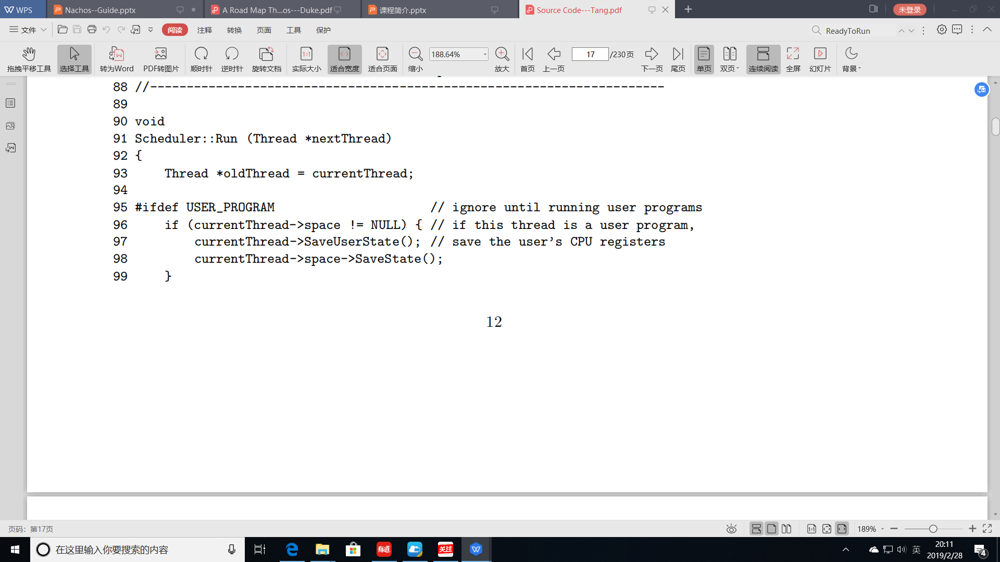 WPS
Nachos--Guide.pptx
A Road Map Th...os---Duke.pdf
课程简介.pptx
Source Code---Tang.pdf
未登录
文件
阅读
注释
转换
页面
工具
保护
ReadyToRun
拖拽平移工具
选择工具
转为Word
PDF转图片
顺时针
逆时针
旋转文档
1:1
实际大小
适合宽度
适合页面
缩小
188.64%
放大
首页
上一页
17
/230页
下一页
尾页
单页
双页
连续阅读
全屏
幻灯片
背景
88 //----------------------------------------------------------------------
89
90 void
91 Scheduler::Run (Thread *nextThread)
92 {
93     Thread *oldThread = currentThread;
94
95 #ifdef USER_PROGRAM                     // ignore until running user programs
96     if (currentThread->space != NULL) { // if this thread is a user program,
97         currentThread->SaveUserState(); // save the user's CPU registers
98         currentThread->space->SaveState();
99     }
12
页码: 第17页
1:1
189%
在这里输入你要搜索的内容
有道
关注
英
20:11
2019/2/28
4